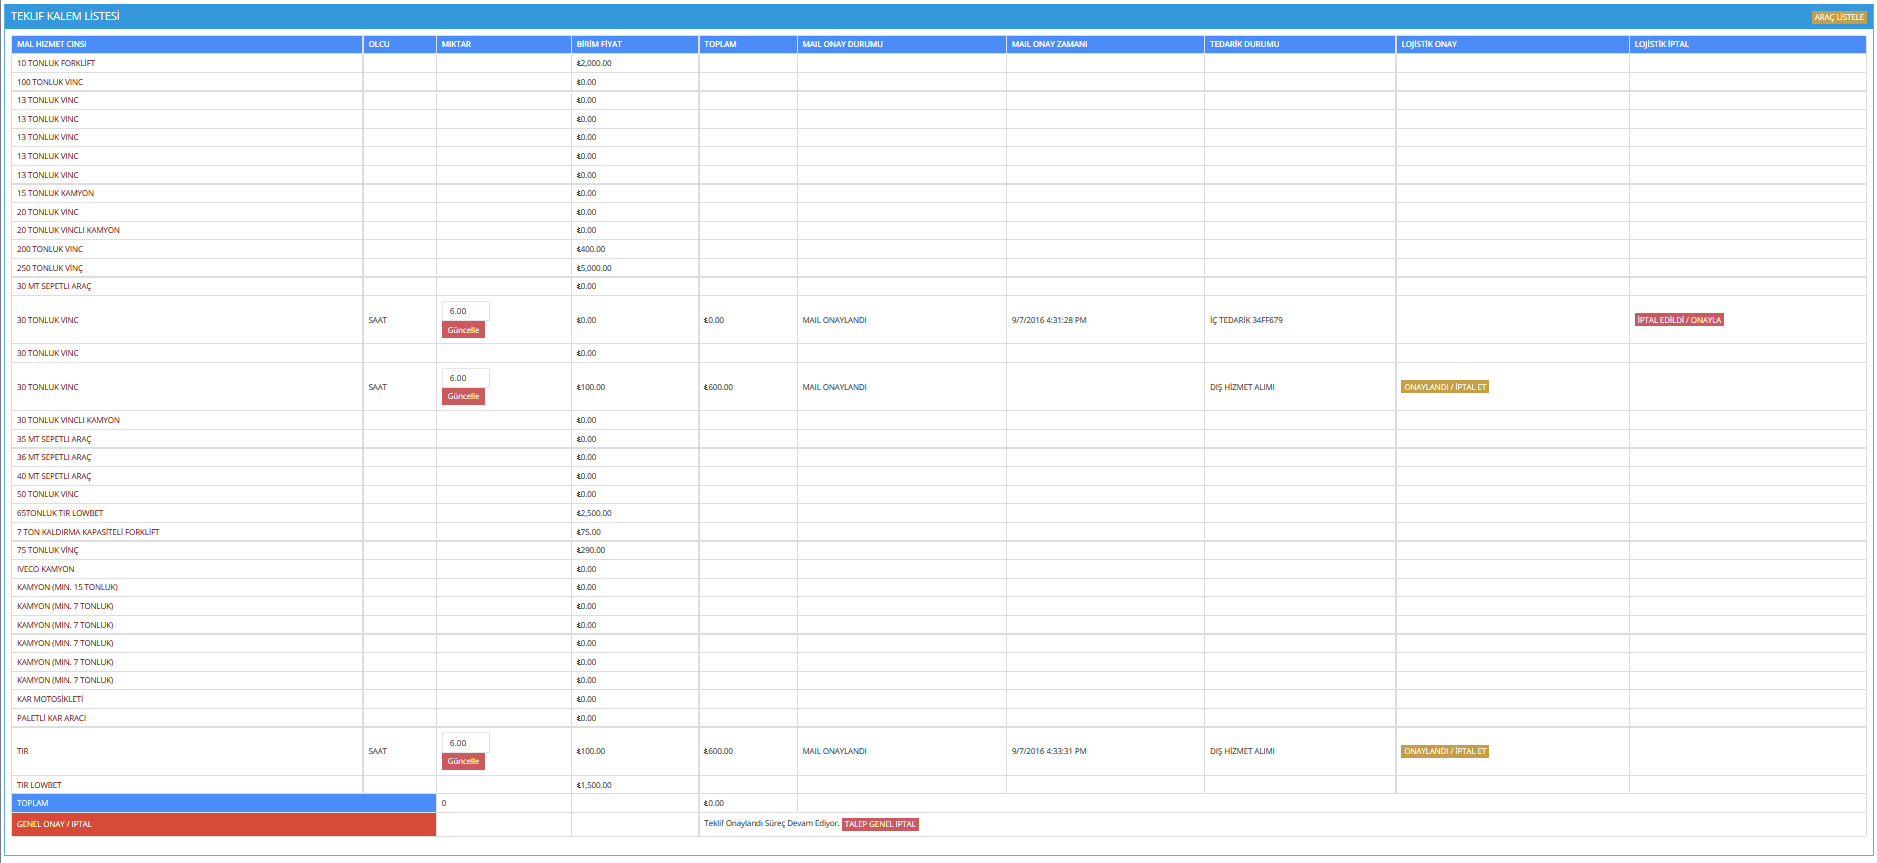 TEKLIF KALEM LİSTESİ ARAÇ LİSTELE
MAL HIZMET CINSI OLCU MIKTAR BİRİM FİYAT TOPLAM MAIL ONAY DURUMU MAIL ONAY ZAMANI TEDARİK DURUMU LOJİSTİK ONAY LOJİSTİK İPTAL
10 TONLUK FORKLİFT ₺2,000.00
100 TONLUK VINC ₺0.00
13 TONLUK VINC ₺0.00
13 TONLUK VINC ₺0.00
13 TONLUK VINC ₺0.00
13 TONLUK VINC ₺0.00
13 TONLUK VINC ₺0.00
15 TONLUK KAMYON ₺0.00
20 TONLUK VINC ₺0.00
20 TONLUK VINCLI KAMYON ₺0.00
200 TONLUK VINC ₺400.00
250 TONLUK VİNÇ ₺5,000.00
30 MT SEPETLI ARAÇ ₺0.00
30 TONLUK VINC SAAT 6.00 Güncelle ₺0.00 ₺0.00 MAIL ONAYLANDI 9/7/2016 4:31:28 PM İÇ TEDARİK 34FF679 İPTAL EDİLDİ / ONAYLA
30 TONLUK VINC ₺0.00
30 TONLUK VINC SAAT 6.00 Güncelle ₺100.00 ₺600.00 MAIL ONAYLANDI DIŞ HİZMET ALIMI ONAYLANDI / İPTAL ET
30 TONLUK VINCLI KAMYON ₺0.00
35 MT SEPETLI ARAÇ ₺0.00
36 MT SEPETLI ARAÇ ₺0.00
40 MT SEPETLI ARAÇ ₺0.00
50 TONLUK VINC ₺0.00
65TONLUK TIR LOWBET ₺2,500.00
7 TON KALDIRMA KAPASİTELİ FORKLİFT ₺75.00
75 TONLUK VİNÇ ₺290.00
IVECO KAMYON ₺0.00
KAMYON (MIN. 15 TONLUK) ₺0.00
KAMYON (MIN. 7 TONLUK) ₺0.00
KAMYON (MIN. 7 TONLUK) ₺0.00
KAMYON (MIN. 7 TONLUK) ₺0.00
KAMYON (MIN. 7 TONLUK) ₺0.00
KAMYON (MIN. 7 TONLUK) ₺0.00
KAR MOTOSİKLETİ ₺0.00
PALETLİ KAR ARACI ₺0.00
TIR SAAT 6.00 Güncelle ₺100.00 ₺600.00 MAIL ONAYLANDI 9/7/2016 4:33:31 PM DIŞ HİZMET ALIMI ONAYLANDI / İPTAL ET
TIR LOWBET ₺1,500.00
TOPLAM 0 ₺0.00
GENEL ONAY / IPTAL Teklif Onaylandı Süreç Devam Ediyor. TALEP GENEL IPTAL